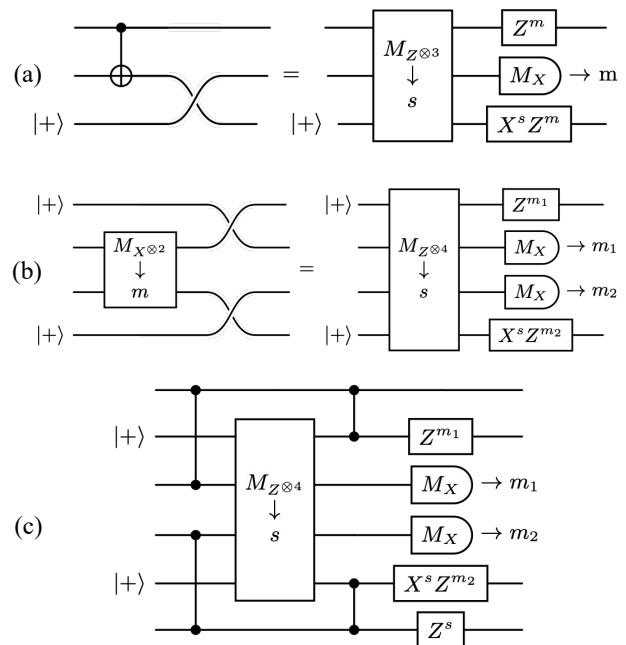 (a)
|+⟩
=
|+⟩
M_{Z^{⊗3}}
↓
s
Z^m
M_X → m
X^s Z^m
(b)
|+⟩
M_{X^{⊗2}}
↓
m
|+⟩
=
|+⟩
M_{Z^{⊗4}}
↓
s
|+⟩
Z^{m_1}
M_X → m_1
M_X → m_2
X^s Z^{m_2}
(c)
|+⟩
|+⟩
M_{Z^{⊗4}}
↓
s
Z^{m_1}
M_X → m_1
M_X → m_2
X^s Z^{m_2}
Z^s